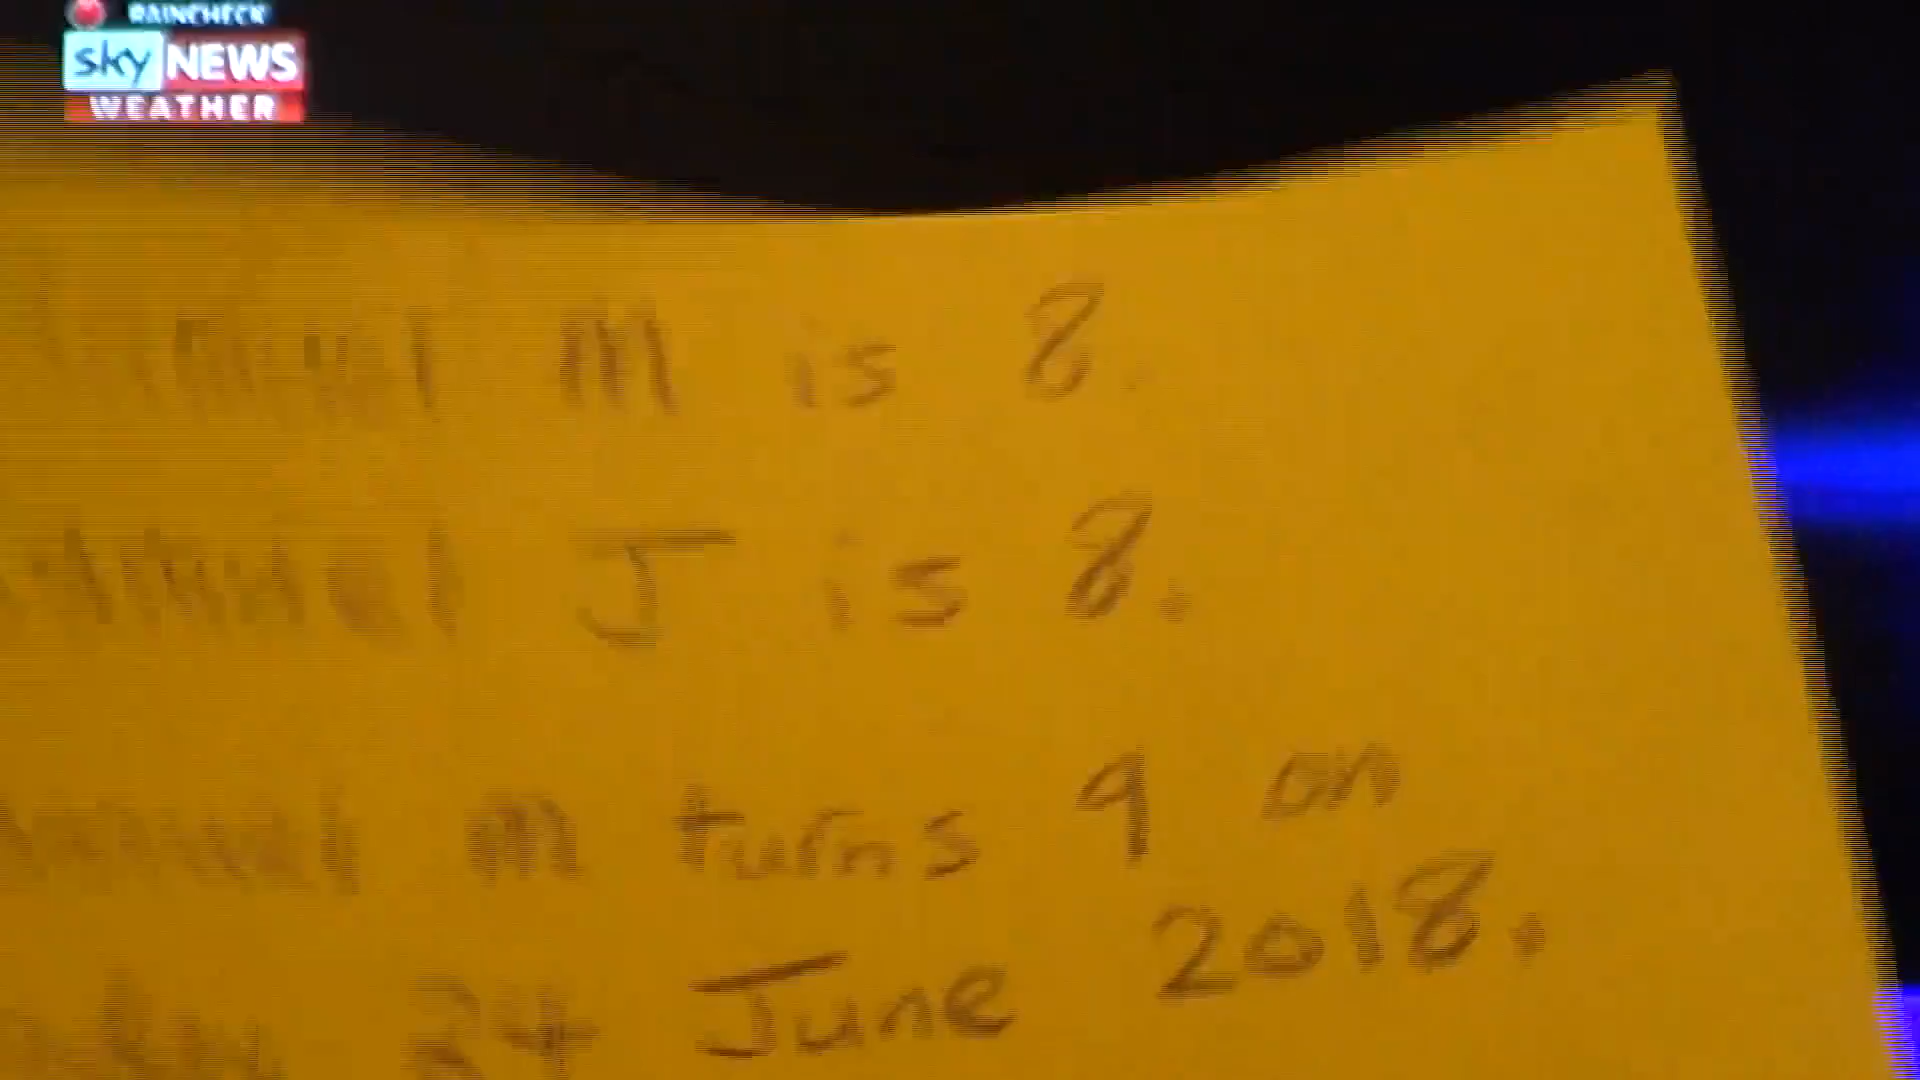 RAINCHECK
sky NEWS
WEATHER
m is 8.
J is 8.
m turns 9 on
24 June 2018.